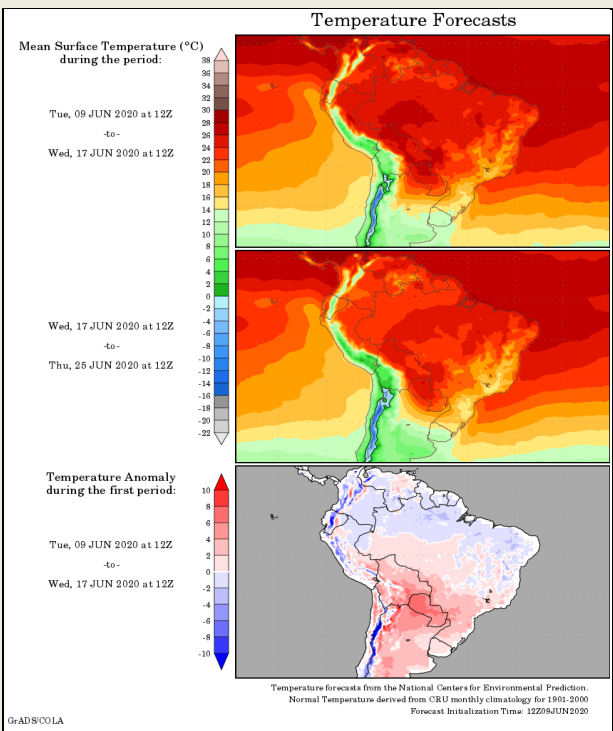 Temperature Forecasts
Mean Surface Temperature (°C)
during the period:
Tue, 09 JUN 2020 at 12Z
-to-
Wed, 17 JUN 2020 at 12Z
38
36
34
32
30
28
26
24
22
20
18
16
14
12
10
8
6
4
2
0
-2
-4
-6
-8
-10
-12
-14
-16
-18
-20
-22
Wed, 17 JUN 2020 at 12Z
-to-
Thu, 25 JUN 2020 at 12Z
Temperature Anomaly
during the first period:
Tue, 09 JUN 2020 at 12Z
-to-
Wed, 17 JUN 2020 at 12Z
10
8
6
4
2
0
-2
-4
-6
-8
-10
Temperature forecasts from the National Centers for Environmental Prediction.
Normal Temperature derived from CRU monthly climatology for 1901-2000
Forecast Initialization Time: 12Z09JUN2020
GrADS/COLA